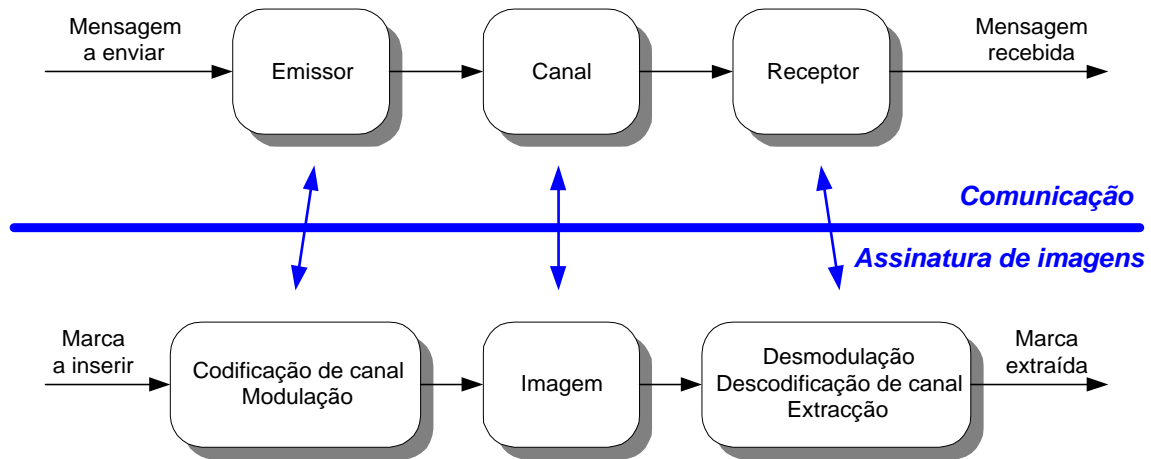 Mensagem
a enviar
Emissor
Canal
Receptor
Mensagem
recebida
Comunicação
Assinatura de imagens
Marca
a inserir
Codificação de canal
Modulação
Imagem
Desmodulação
Descodificação de canal
Extracção
Marca
extraída